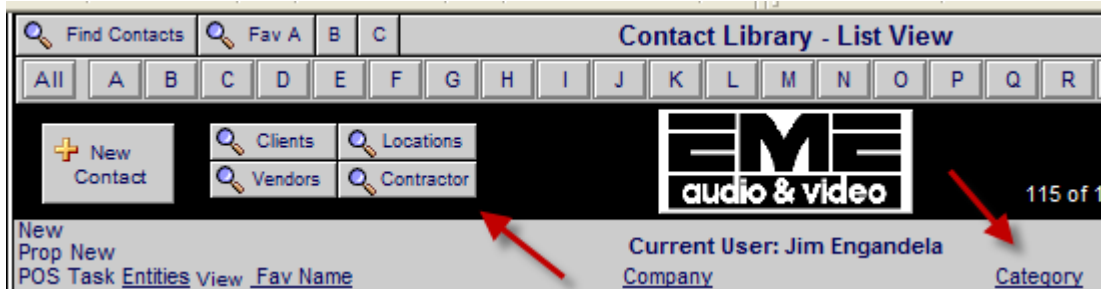 Find Contacts Fav A B C Contact Library - List View
All A B C D E F G H I J K L M N O P Q R
New Contact
Clients Locations
Vendors Contractor
EME
audio & video
115 of 1
New
Prop New
Current User: Jim Engandela
POS Task Entities View Fav Name Company Category